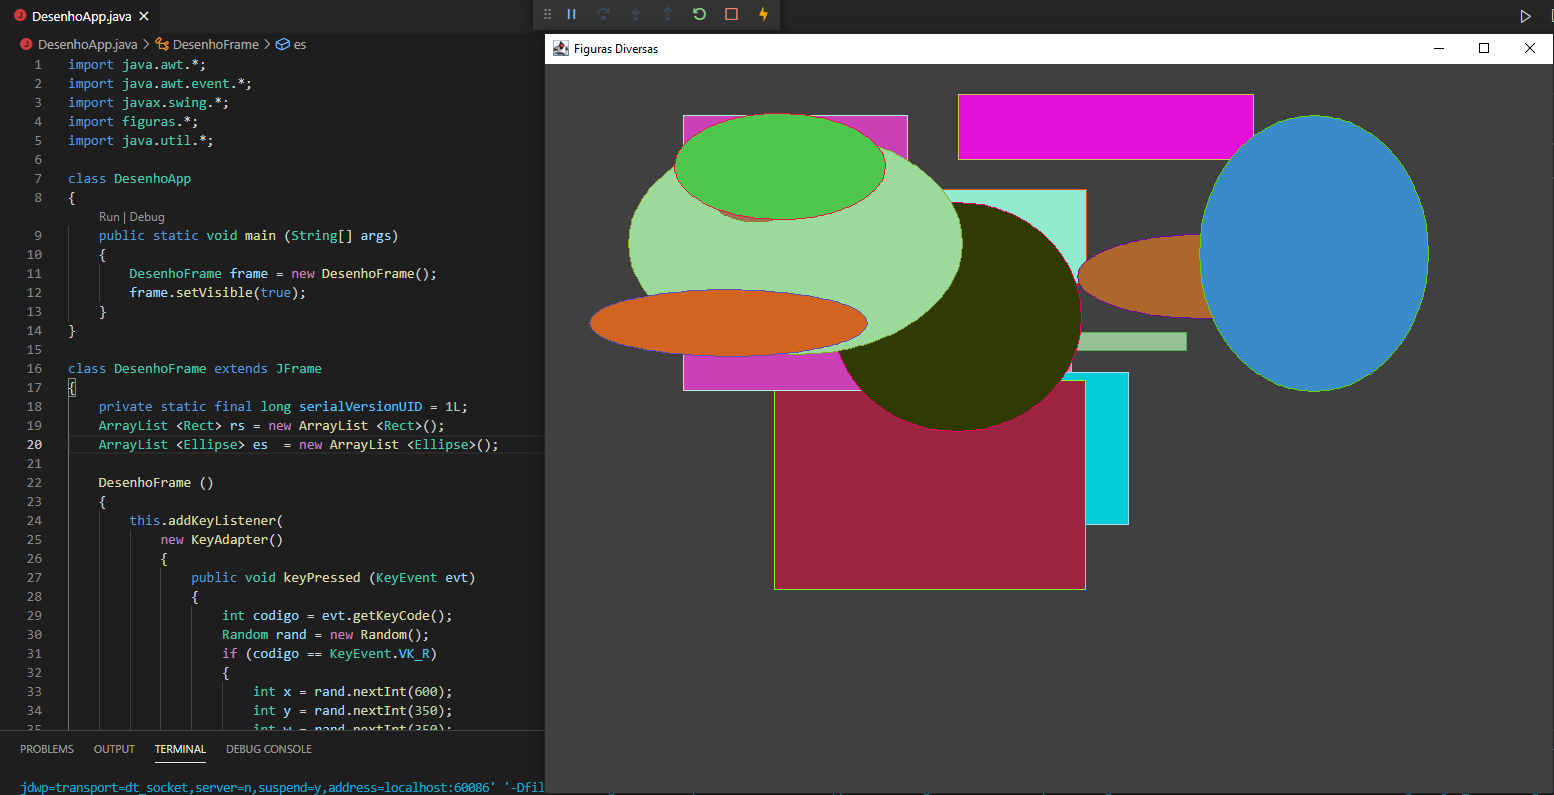 DesenhoApp.java
DesenhoApp.java > DesenhoFrame > es
1 import java.awt.*;
2 import java.awt.event.*;
3 import javax.swing.*;
4 import figuras.*;
5 import java.util.*;
6
7 class DesenhoApp
8 {
Run | Debug
9 public static void main (String[] args)
10 {
11 DesenhoFrame frame = new DesenhoFrame();
12 frame.setVisible(true);
13 }
14 }
15
16 class DesenhoFrame extends JFrame
17 {
18 private static final long serialVersionUID = 1L;
19 ArrayList <Rect> rs = new ArrayList <Rect>();
20 ArrayList <Ellipse> es  = new ArrayList <Ellipse>();
21
22 DesenhoFrame ()
23 {
24 this.addKeyListener(
25 new KeyAdapter()
26 {
27 public void keyPressed (KeyEvent evt)
28 {
29 int codigo = evt.getKeyCode();
30 Random rand = new Random();
31 if (codigo == KeyEvent.VK_R)
32 {
33 int x = rand.nextInt(600);
34 int y = rand.nextInt(350);
35 int w = rand.nextInt(350);
PROBLEMS OUTPUT TERMINAL DEBUG CONSOLE
jdwp=transport=dt_socket,server=n,suspend=y,address=localhost:60086' '-Dfil
Figuras Diversas